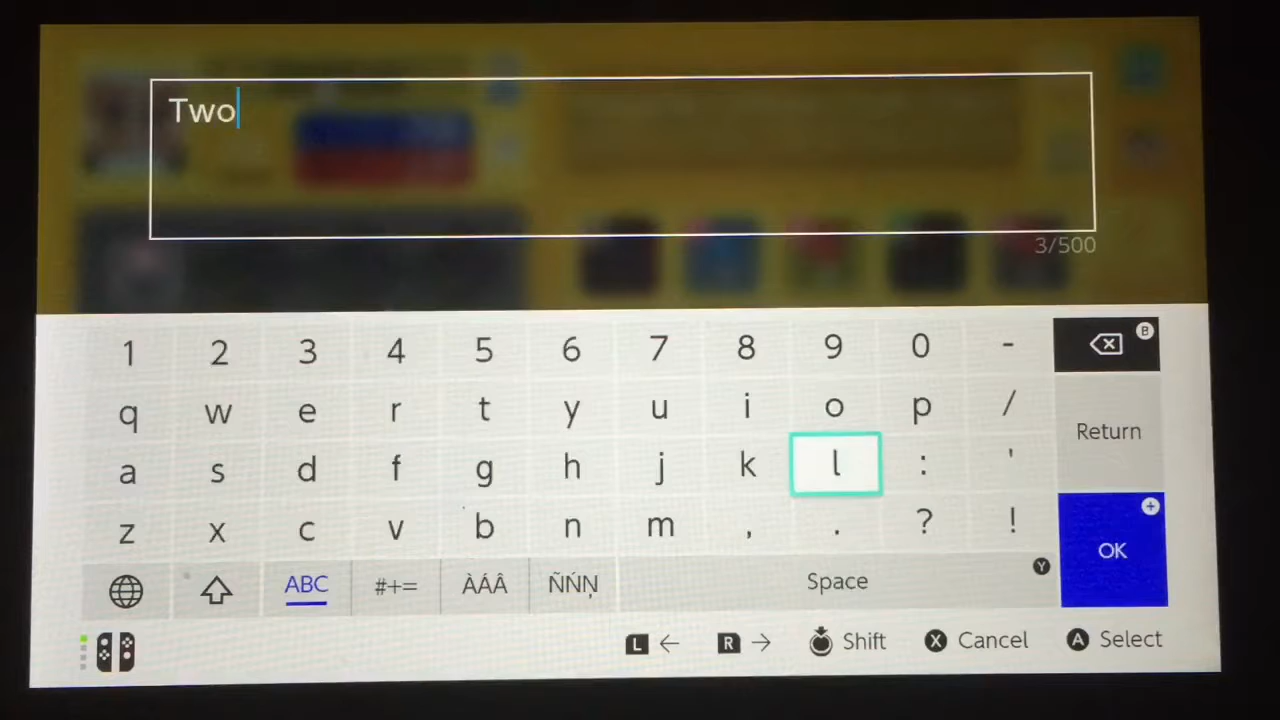 Two
3/500
1 2 3 4 5 6 7 8 9 0 - B
q w e r t y u i o p / Return
a s d f g h j k l : '
z x c v b n m , . ? ! + OK
ABC #+= ÀÁÂ ÑŃŅ Space Y
L ← R → Shift X Cancel A Select